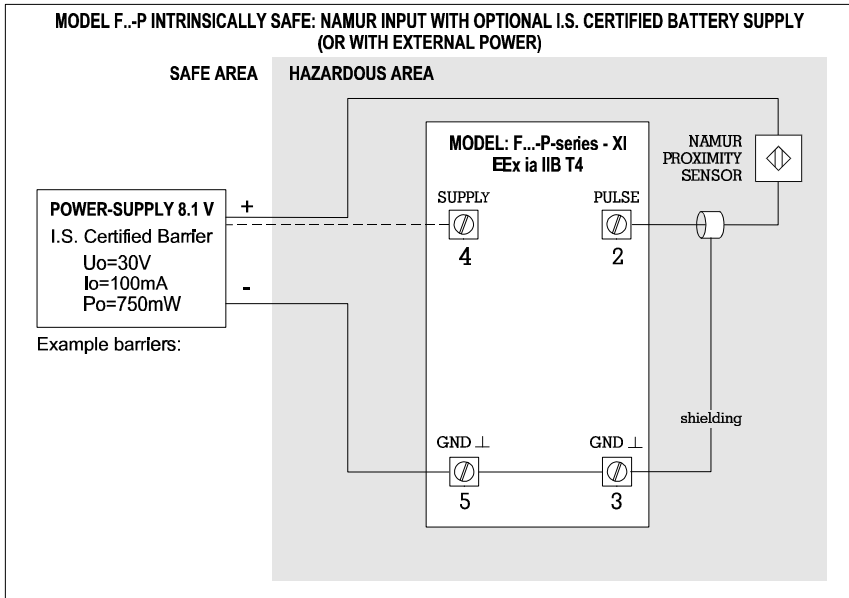 MODEL F..-P INTRINSICALLY SAFE: NAMUR INPUT WITH OPTIONAL I.S. CERTIFIED BATTERY SUPPLY
(OR WITH EXTERNAL POWER)
SAFE AREA
HAZARDOUS AREA
MODEL: F...-P-series - XI
EEx ia IIB T4
NAMUR
PROXIMITY
SENSOR
POWER-SUPPLY 8.1 V
I.S. Certified Barrier
Uo=30V
Io=100mA
Po=750mW
+
-
Example barriers:
SUPPLY
4
PULSE
2
shielding
GND ⊥
5
GND ⊥
3